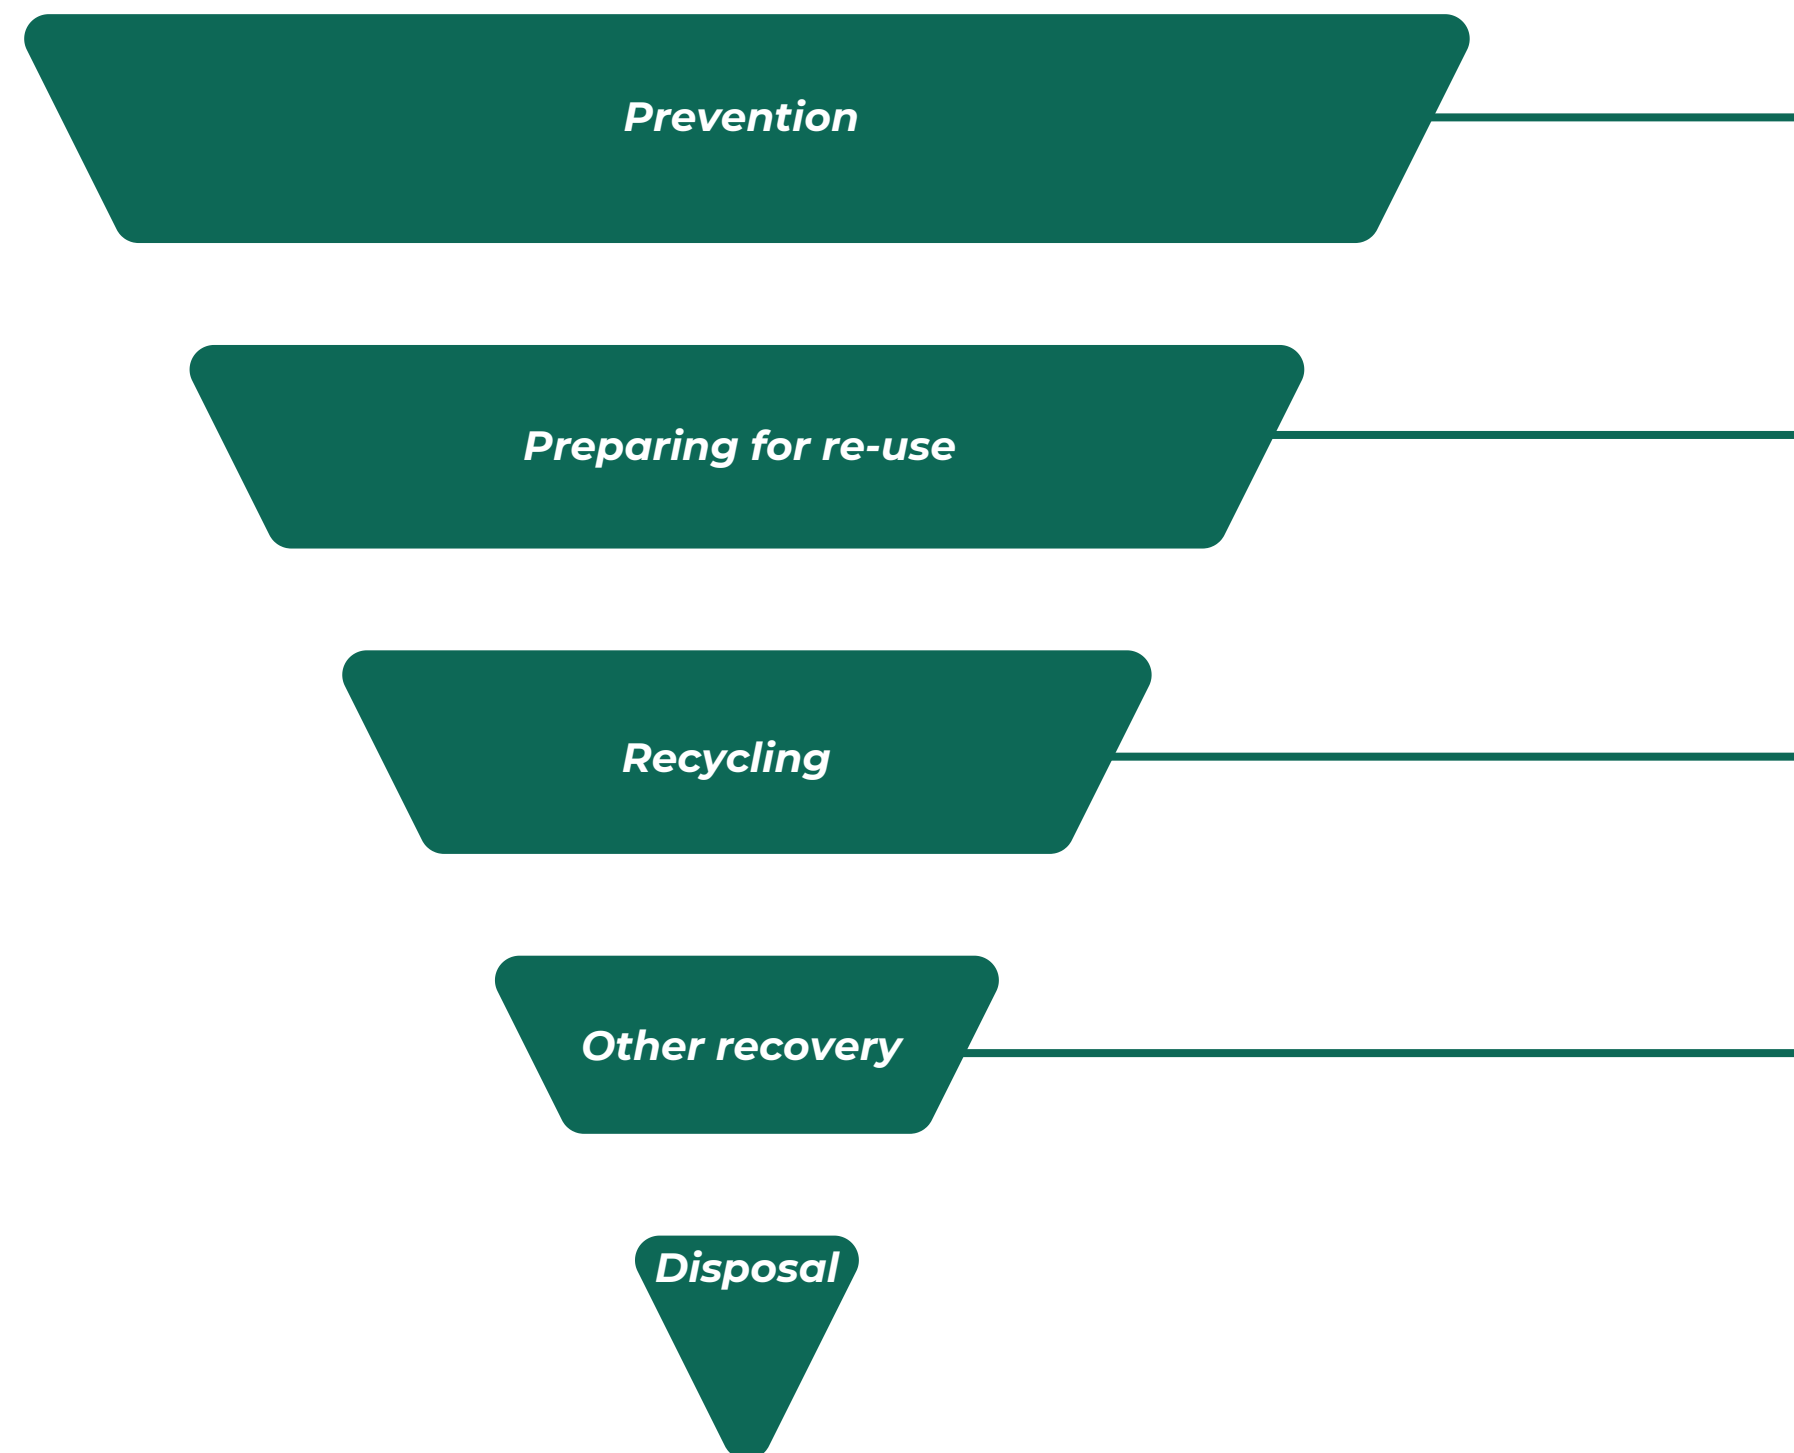 Prevention
Preparing for re-use
Recycling
Other recovery
Disposal